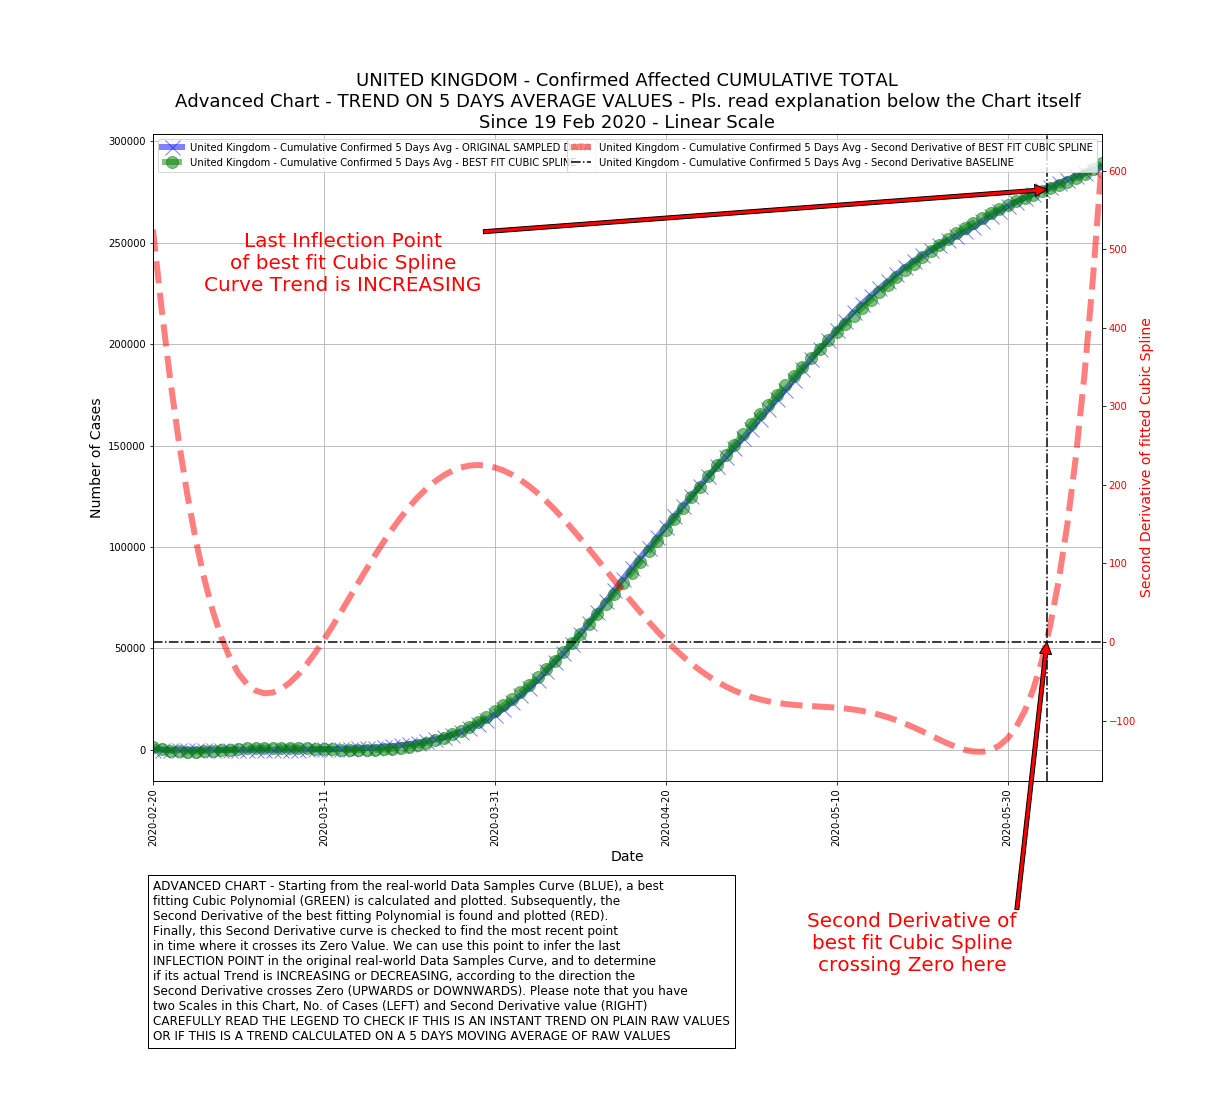 UNITED KINGDOM - Confirmed Affected CUMULATIVE TOTAL
Advanced Chart - TREND ON 5 DAYS AVERAGE VALUES - Pls. read explanation below the Chart itself
Since 19 Feb 2020 - Linear Scale
United Kingdom - Cumulative Confirmed 5 Days Avg - ORIGINAL SAMPLED
United Kingdom - Cumulative Confirmed 5 Days Avg - BEST FIT CUBIC
United Kingdom - Cumulative Confirmed 5 Days Avg - Second Derivative of BEST FIT CUBIC SPLINE
United Kingdom - Cumulative Confirmed 5 Days Avg - Second Derivative BASELINE
300000
250000
200000
150000
100000
50000
0
Number of Cases
600
500
400
300
200
100
0
−100
Second Derivative of fitted Cubic Spline
Last Inflection Point
of best fit Cubic Spline
Curve Trend is INCREASING
2020-02-20
2020-03-11
2020-03-31
2020-04-20
2020-05-10
2020-05-30
Date
Second Derivative of
best fit Cubic Spline
crossing Zero here
ADVANCED CHART - Starting from the real-world Data Samples Curve (BLUE), a best
fitting Cubic Polynomial (GREEN) is calculated and plotted. Subsequently, the
Second Derivative of the best fitting Polynomial is found and plotted (RED).
Finally, this Second Derivative curve is checked to find the most recent point
in time where it crosses its Zero Value. We can use this point to infer the last
INFLECTION POINT in the original real-world Data Samples Curve, and to determine
if its actual Trend is INCREASING or DECREASING, according to the direction the
Second Derivative crosses Zero (UPWARDS or DOWNWARDS). Please note that you have
two Scales in this Chart, No. of Cases (LEFT) and Second Derivative value (RIGHT)
CAREFULLY READ THE LEGEND TO CHECK IF THIS IS AN INSTANT TREND ON PLAIN RAW VALUES
OR IF THIS IS A TREND CALCULATED ON A 5 DAYS MOVING AVERAGE OF RAW VALUES